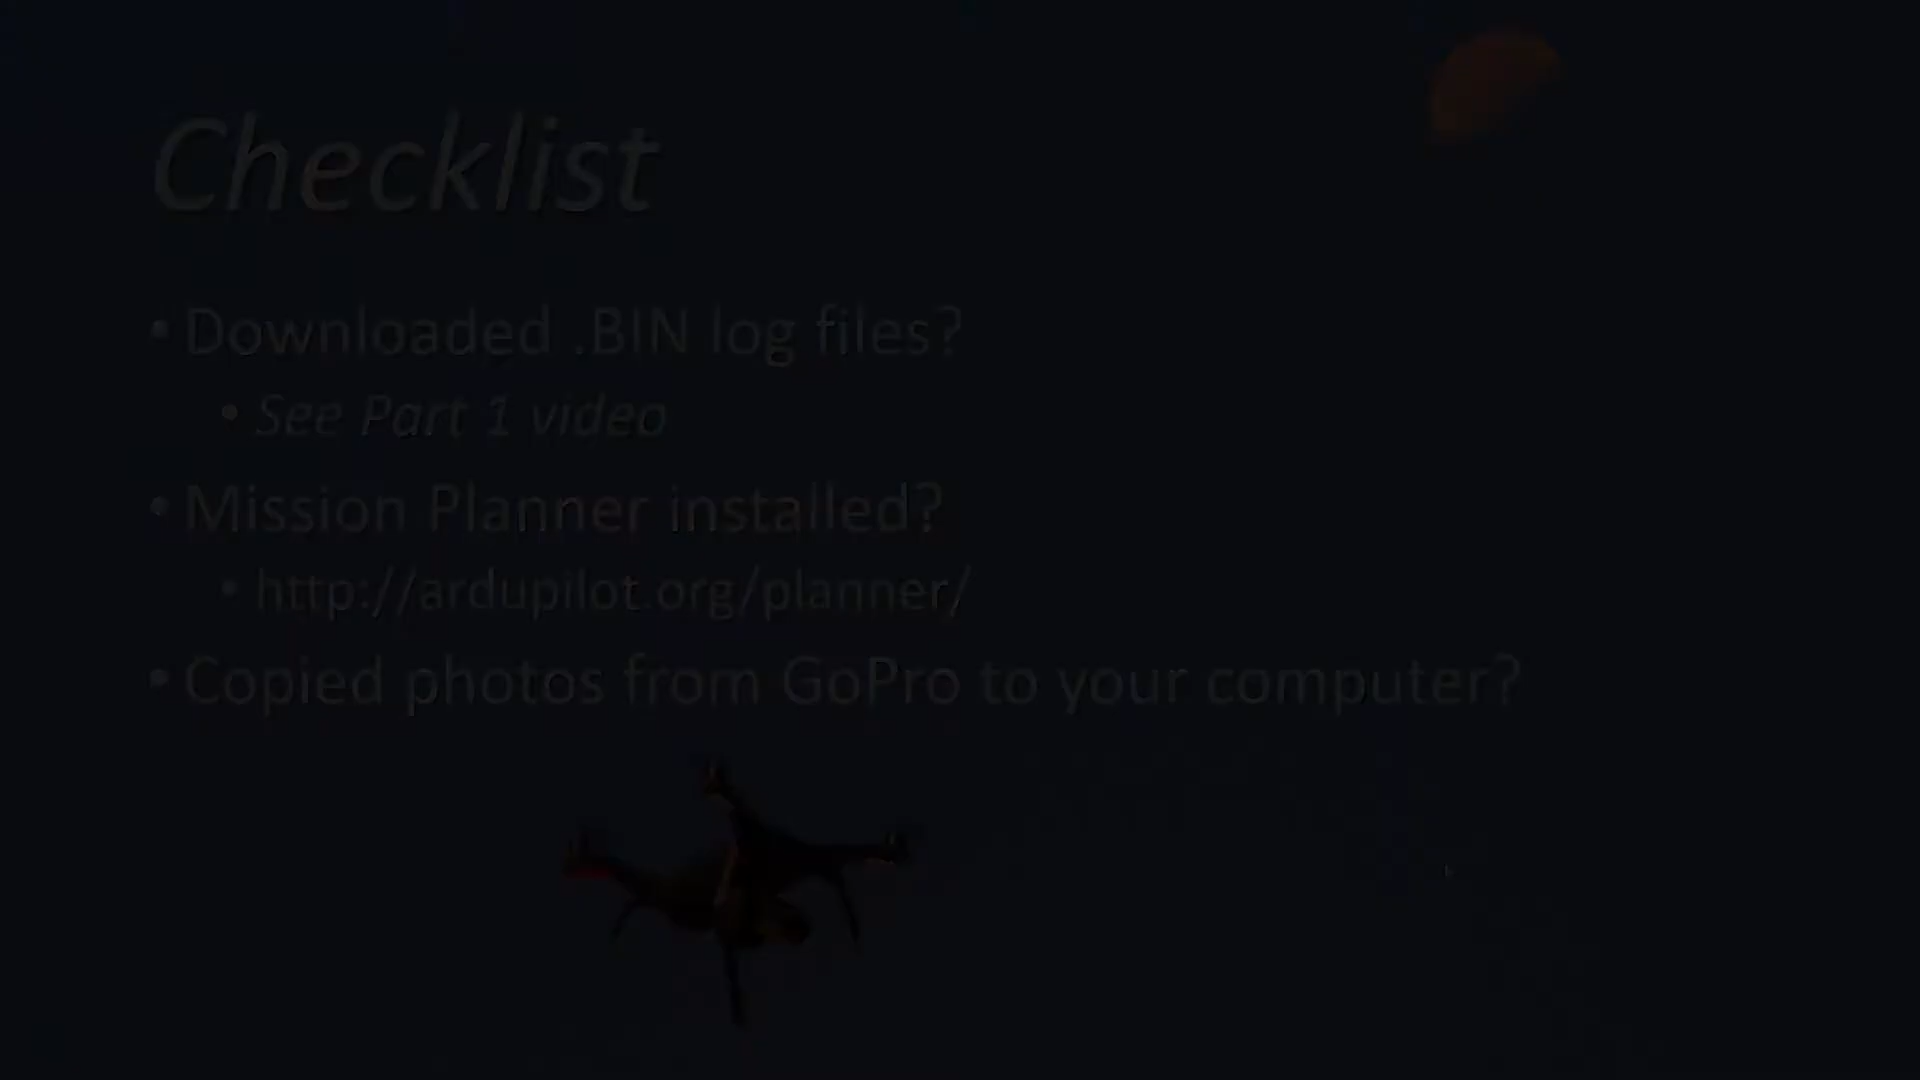 Checklist
• Downloaded .BIN log files?
• See Part 1 video
• Mission Planner installed?
• http://ardupilot.org/planner/
• Copied photos from GoPro to your computer?